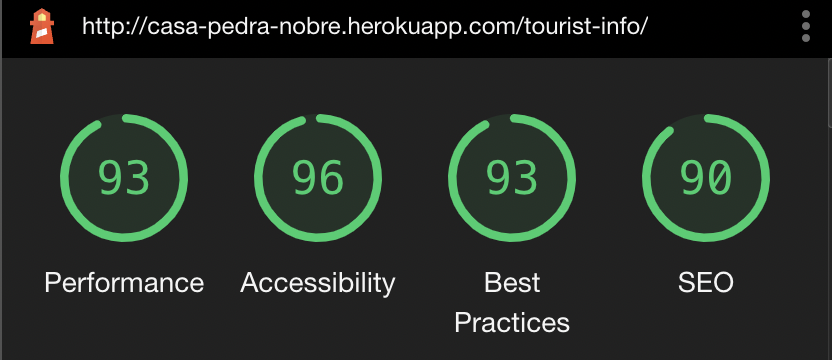 http://casa-pedra-nobre.herokuapp.com/tourist-info/
93 96 93 90
Performance Accessibility Best Practices SEO